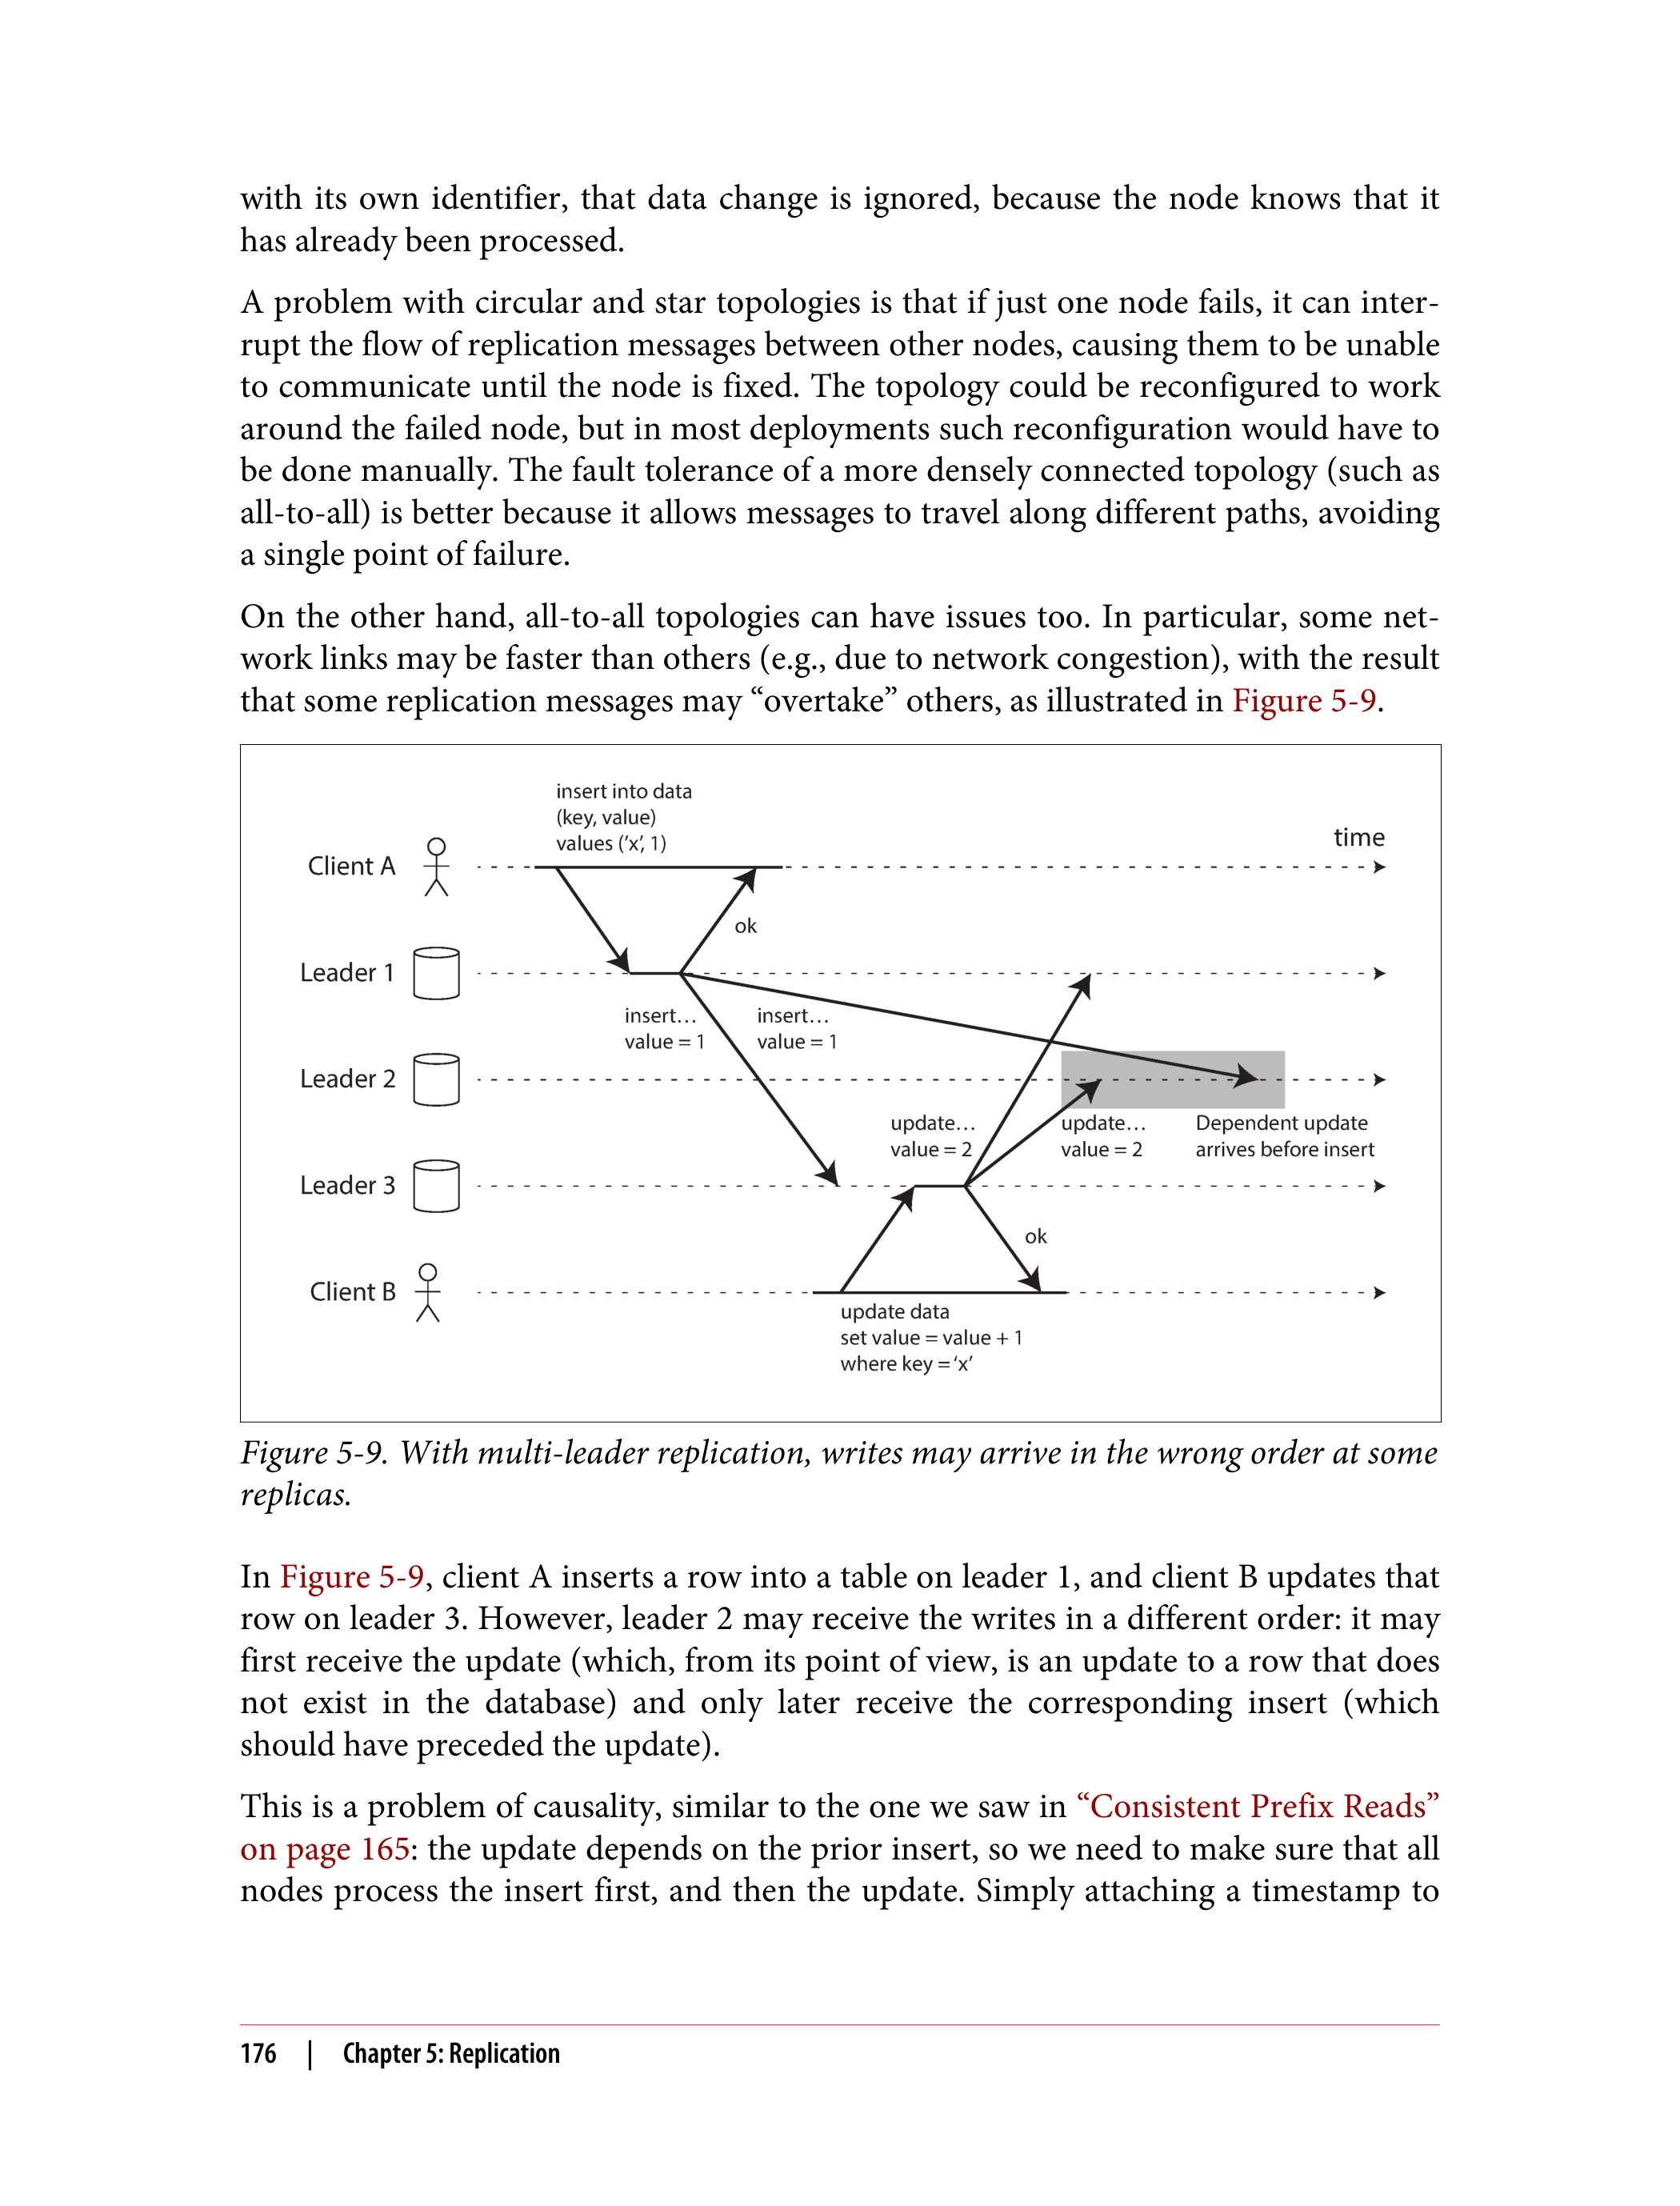 with its own identifier, that data change is ignored, because the node knows that it
has already been processed.
A problem with circular and star topologies is that if just one node fails, it can inter-
rupt the flow of replication messages between other nodes, causing them to be unable
to communicate until the node is fixed. The topology could be reconfigured to work
around the failed node, but in most deployments such reconfiguration would have to
be done manually. The fault tolerance of a more densely connected topology (such as
all-to-all) is better because it allows messages to travel along different paths, avoiding
a single point of failure.
On the other hand, all-to-all topologies can have issues too. In particular, some net-
work links may be faster than others (e.g., due to network congestion), with the result
that some replication messages may “overtake” others, as illustrated in Figure 5-9.
insert into data
(key, value)
values (’x’, 1)
time
Client A
ok
Leader 1
insert…
value = 1
insert…
value = 1
Leader 2
update…
value = 2
update…
value = 2
Dependent update
arrives before insert
Leader 3
ok
Client B
update data
set value = value + 1
where key = ‘x’
Figure 5-9. With multi-leader replication, writes may arrive in the wrong order at some
replicas.
In Figure 5-9, client A inserts a row into a table on leader 1, and client B updates that
row on leader 3. However, leader 2 may receive the writes in a different order: it may
first receive the update (which, from its point of view, is an update to a row that does
not exist in the database) and only later receive the corresponding insert (which
should have preceded the update).
This is a problem of causality, similar to the one we saw in “Consistent Prefix Reads”
on page 165: the update depends on the prior insert, so we need to make sure that all
nodes process the insert first, and then the update. Simply attaching a timestamp to
176 | Chapter 5: Replication